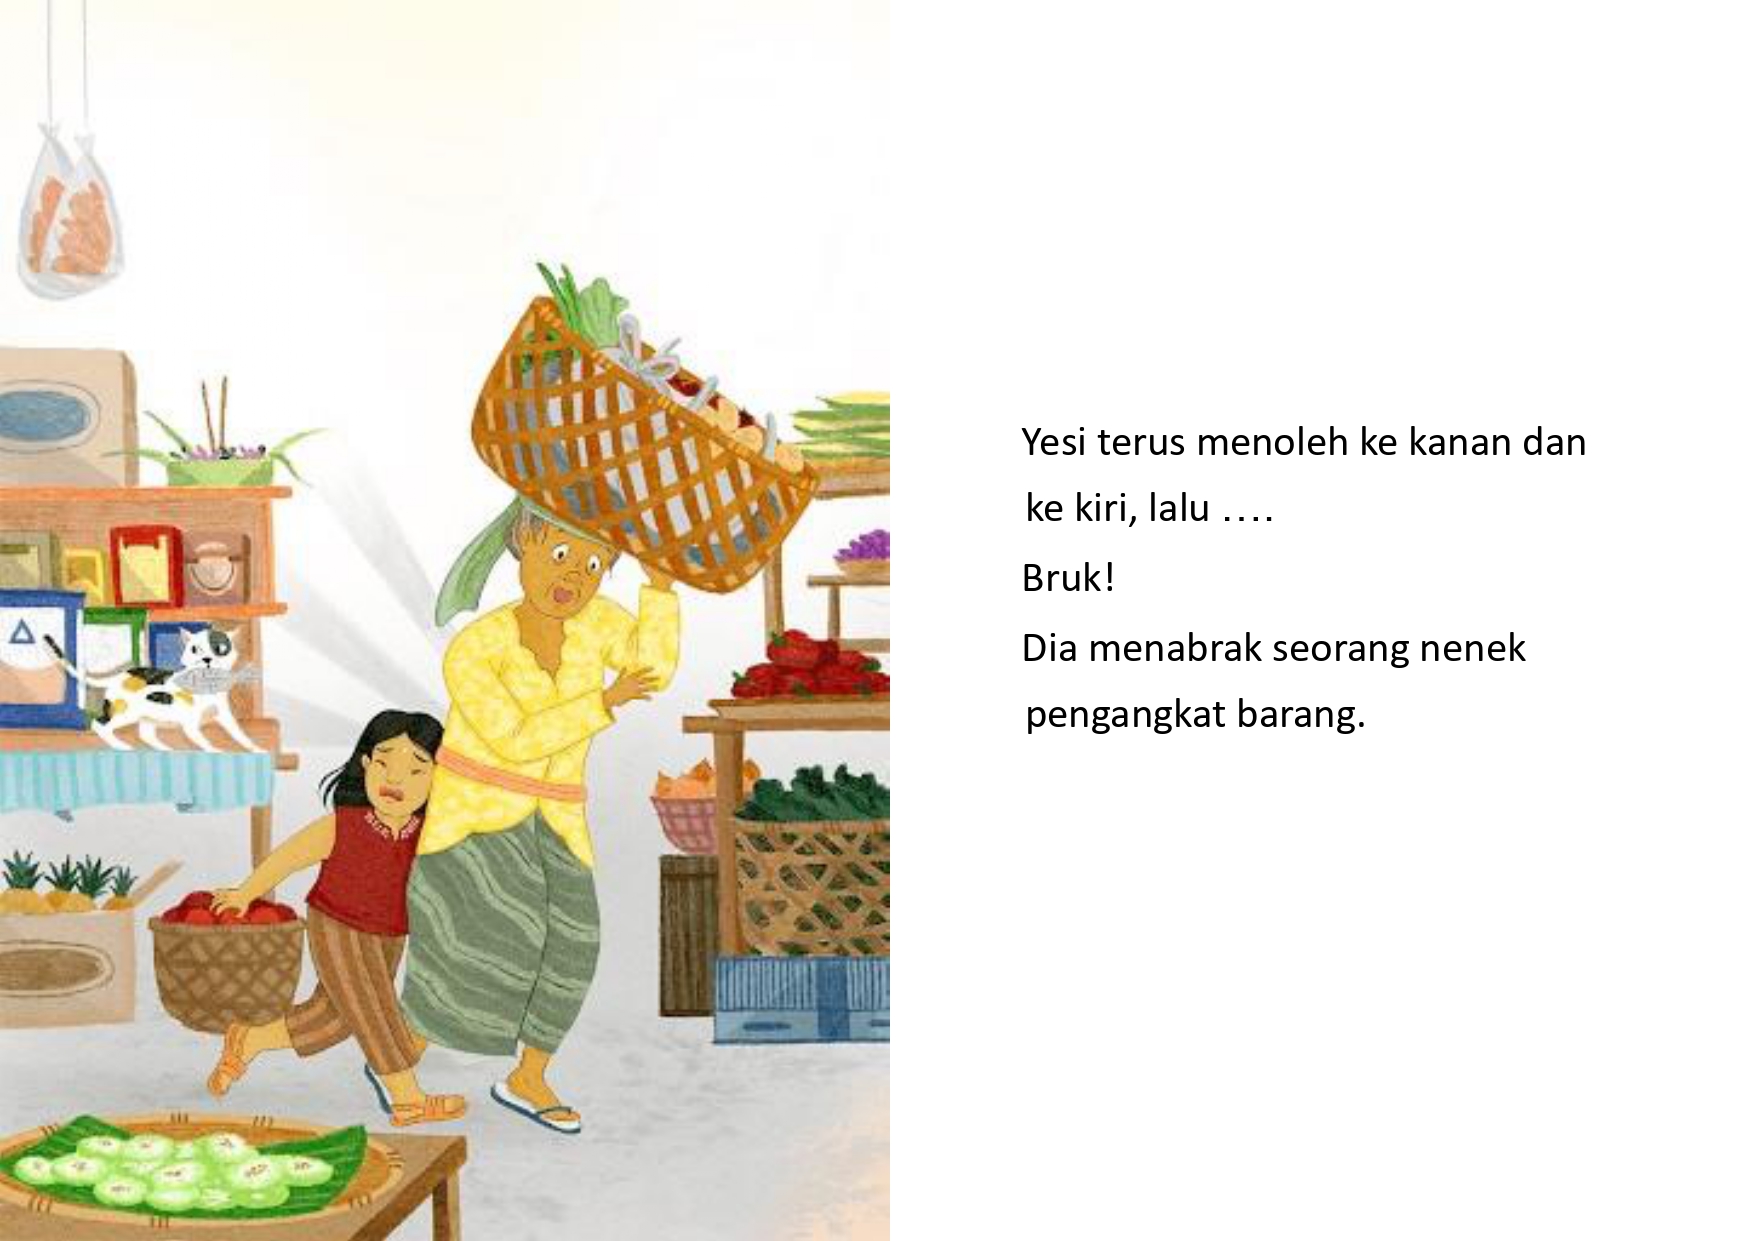 Yesi terus menoleh ke kanan dan
ke kiri, lalu ….
Bruk!
Dia menabrak seorang nenek
pengangkat barang.